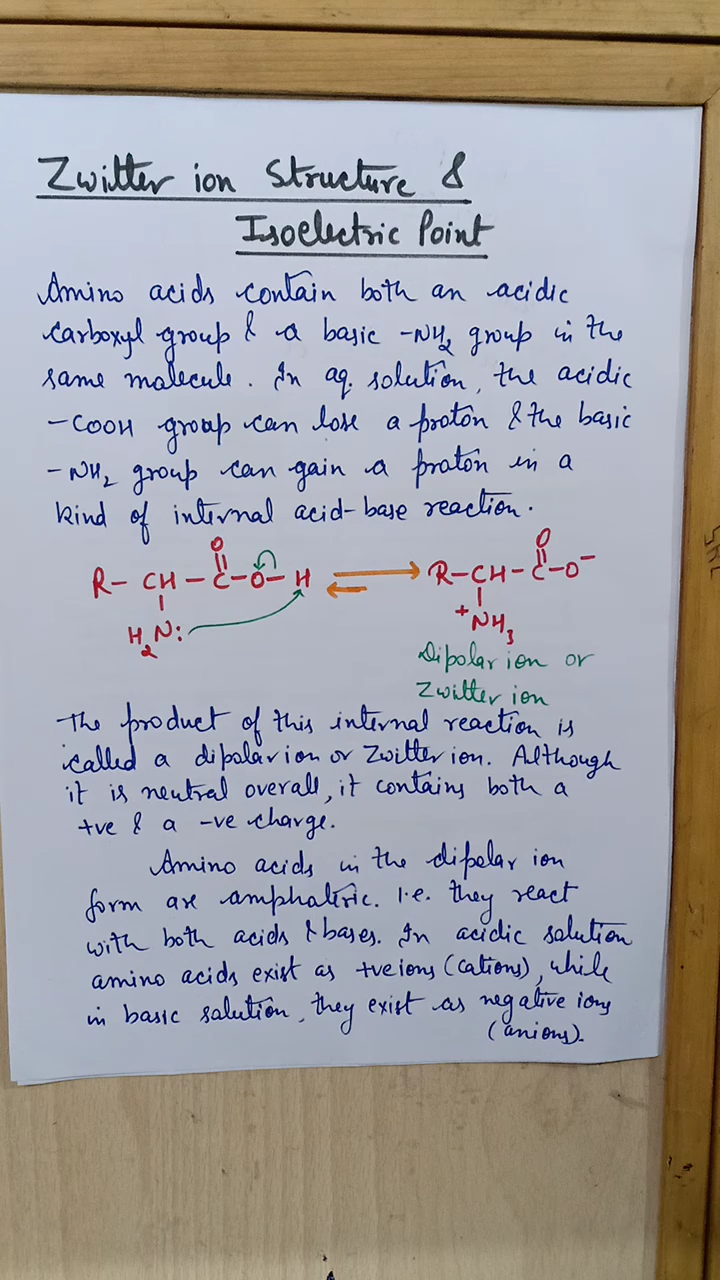 Zwitter ion Structure &
Isoelectric Point
Amino acids contain both an acidic
carboxyl group & a basic -NH₂ group in the
same molecule. In aq. solution, the acidic
-COOH group can lose a proton & the basic
-NH₂ group can gain a proton in a
kind of internal acid-base reaction.
O O
R- CH - C - O - H ⇌ R-CH- C-O⁻
H₂N: ⁺NH₃
Dipolar ion or
Zwitter ion
The product of this internal reaction is
called a dipolar ion or Zwitter ion. Although
it is neutral overall, it contains both a
+ve & a -ve charge.
Amino acids in the dipolar ion
form are amphoteric. i.e. they react
with both acids & bases. In acidic solution
amino acids exist as +ve ions (cations), while
in basic solution, they exist as negative ions
(anions).